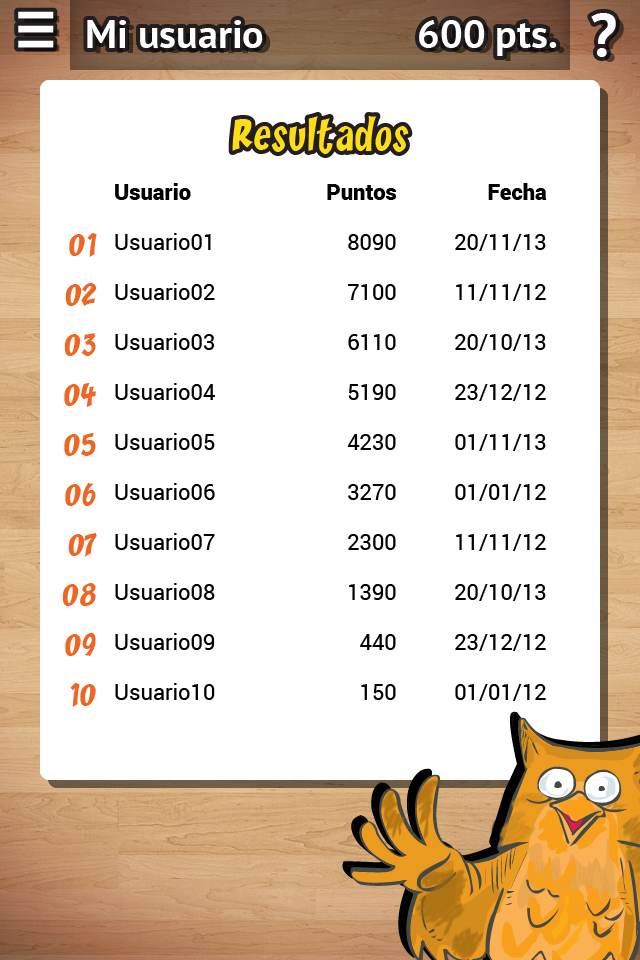 Mi usuario 600 pts. ?
Resultados
Usuario Puntos Fecha
01 Usuario01 8090 20/11/13
02 Usuario02 7100 11/11/12
03 Usuario03 6110 20/10/13
04 Usuario04 5190 23/12/12
05 Usuario05 4230 01/11/13
06 Usuario06 3270 01/01/12
07 Usuario07 2300 11/11/12
08 Usuario08 1390 20/10/13
09 Usuario09 440 23/12/12
10 Usuario10 150 01/01/12